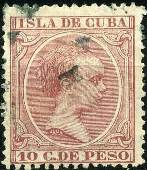 ISLA DE CUBA
10 C. DE PESO